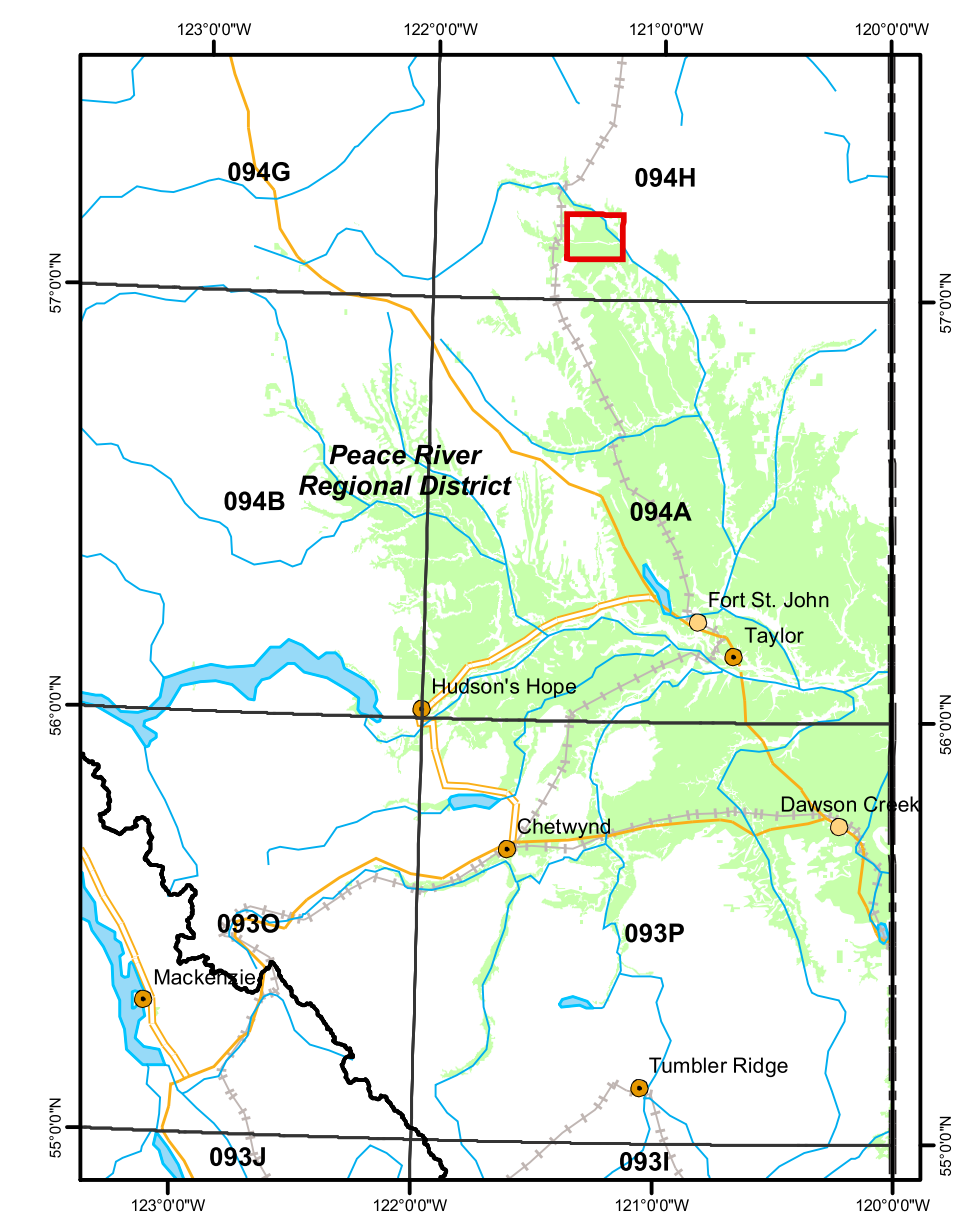 123°0'0"W
122°0'0"W
121°0'0"W
120°0'0"W
094G
094H
57°0'0"N
57°0'0"N
Peace River
Regional District
094B
094A
Fort St. John
Taylor
Hudson's Hope
56°0'0"N
56°0'0"N
Dawson Creek
Chetwynd
093O
093P
Mackenzie
Tumbler Ridge
55°0'0"N
55°0'0"N
093J
093I
123°0'0"W
122°0'0"W
121°0'0"W
120°0'0"W